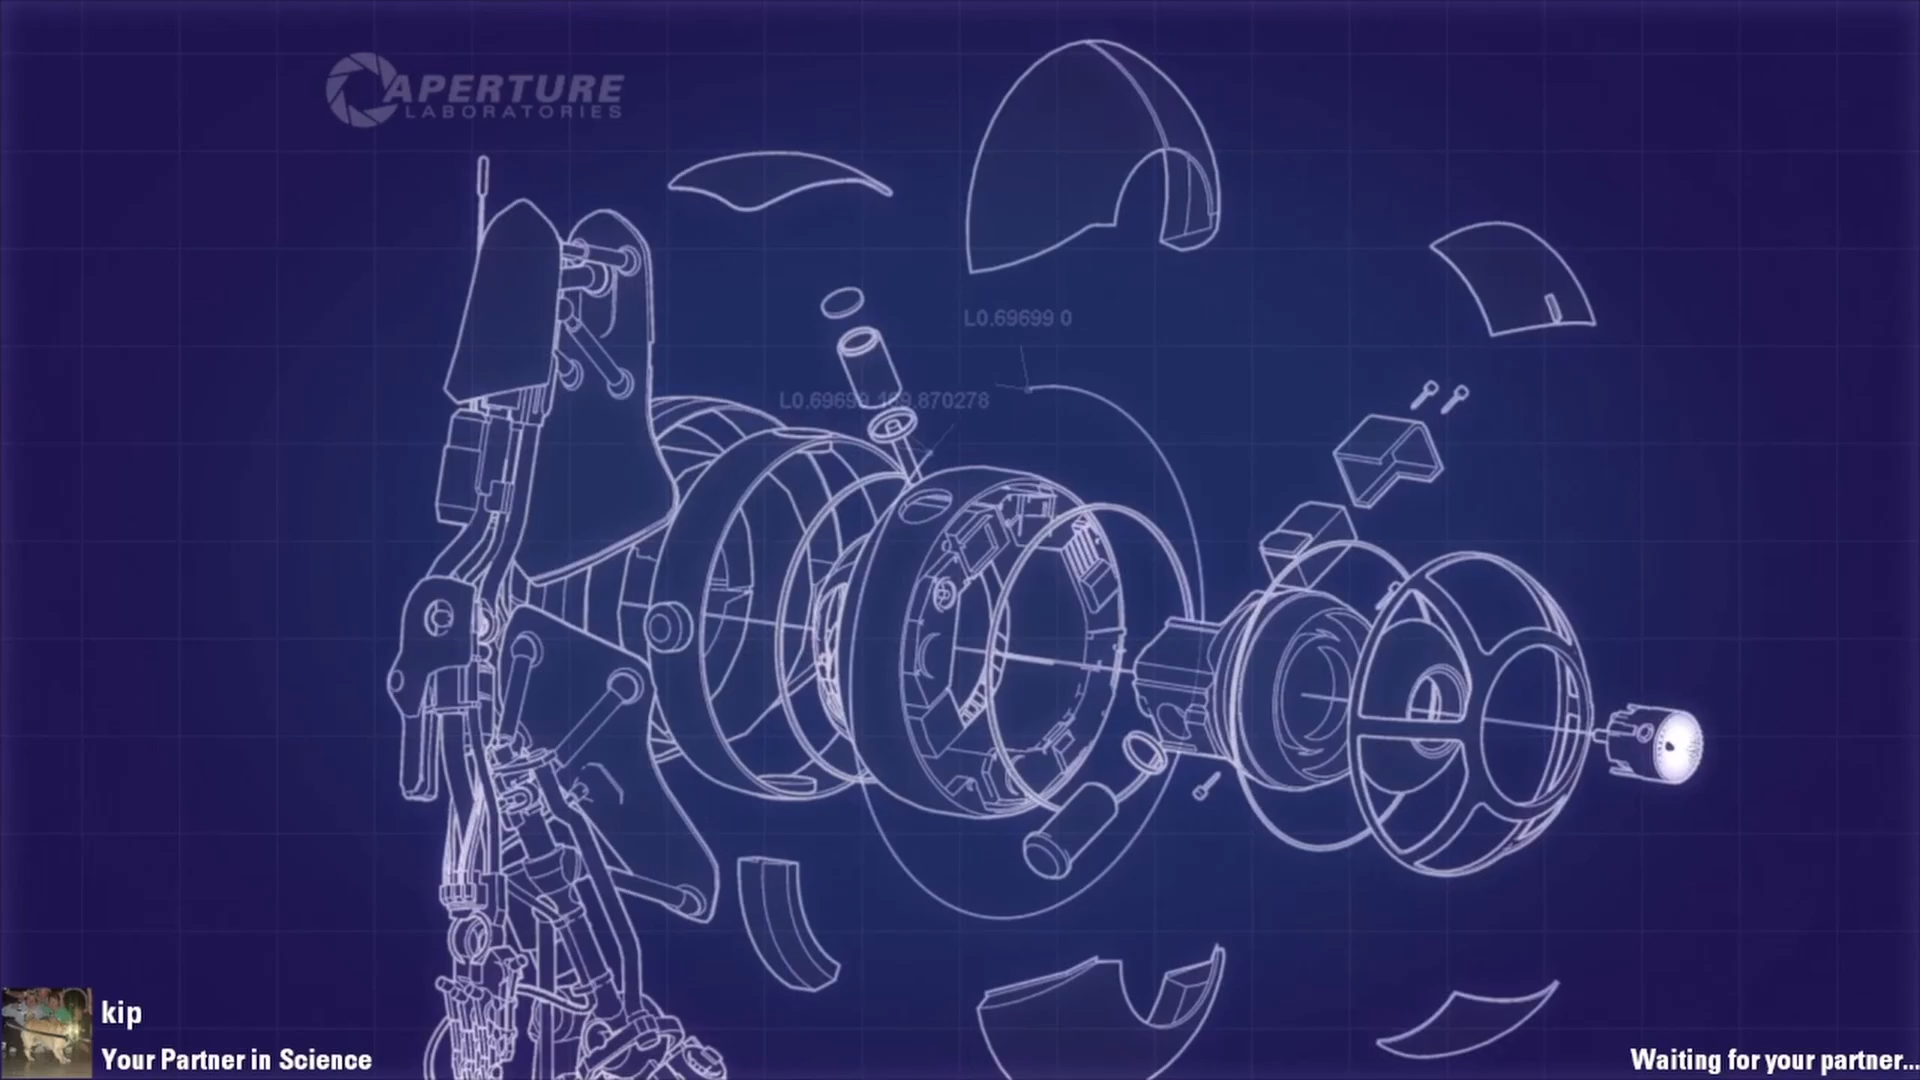 APERTURE
LABORATORIES
L0.69699 0
kip
Your Partner in Science
Waiting for your partner...